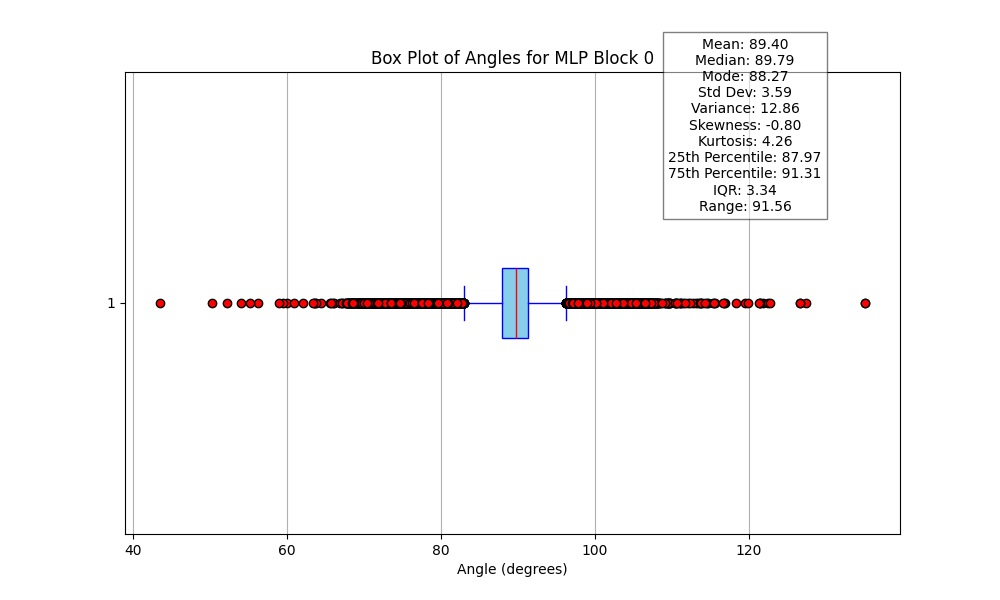 Box Plot of Angles for MLP Block 0
Mean: 89.40
Median: 89.79
Mode: 88.27
Std Dev: 3.59
Variance: 12.86
Skewness: -0.80
Kurtosis: 4.26
25th Percentile: 87.97
75th Percentile: 91.31
IQR: 3.34
Range: 91.56
1
40 60 80 100 120
Angle (degrees)